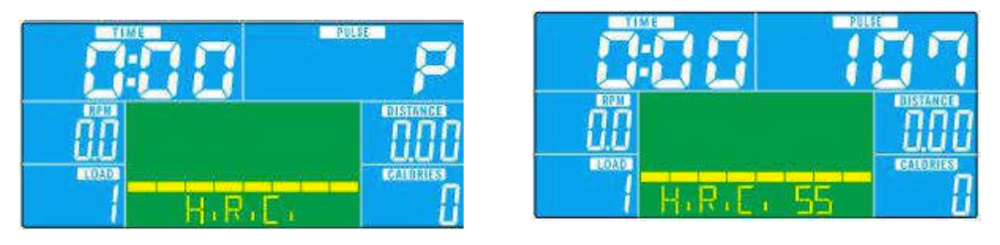 TIME PULSE
0:00 P
RPM DISTANCE
0.0 0.00
LOAD CALORIES
1 0
H.R.C.
TIME PULSE
0:00 107
RPM DISTANCE
0.0 0.00
LOAD CALORIES
1 0
H.R.C. 55